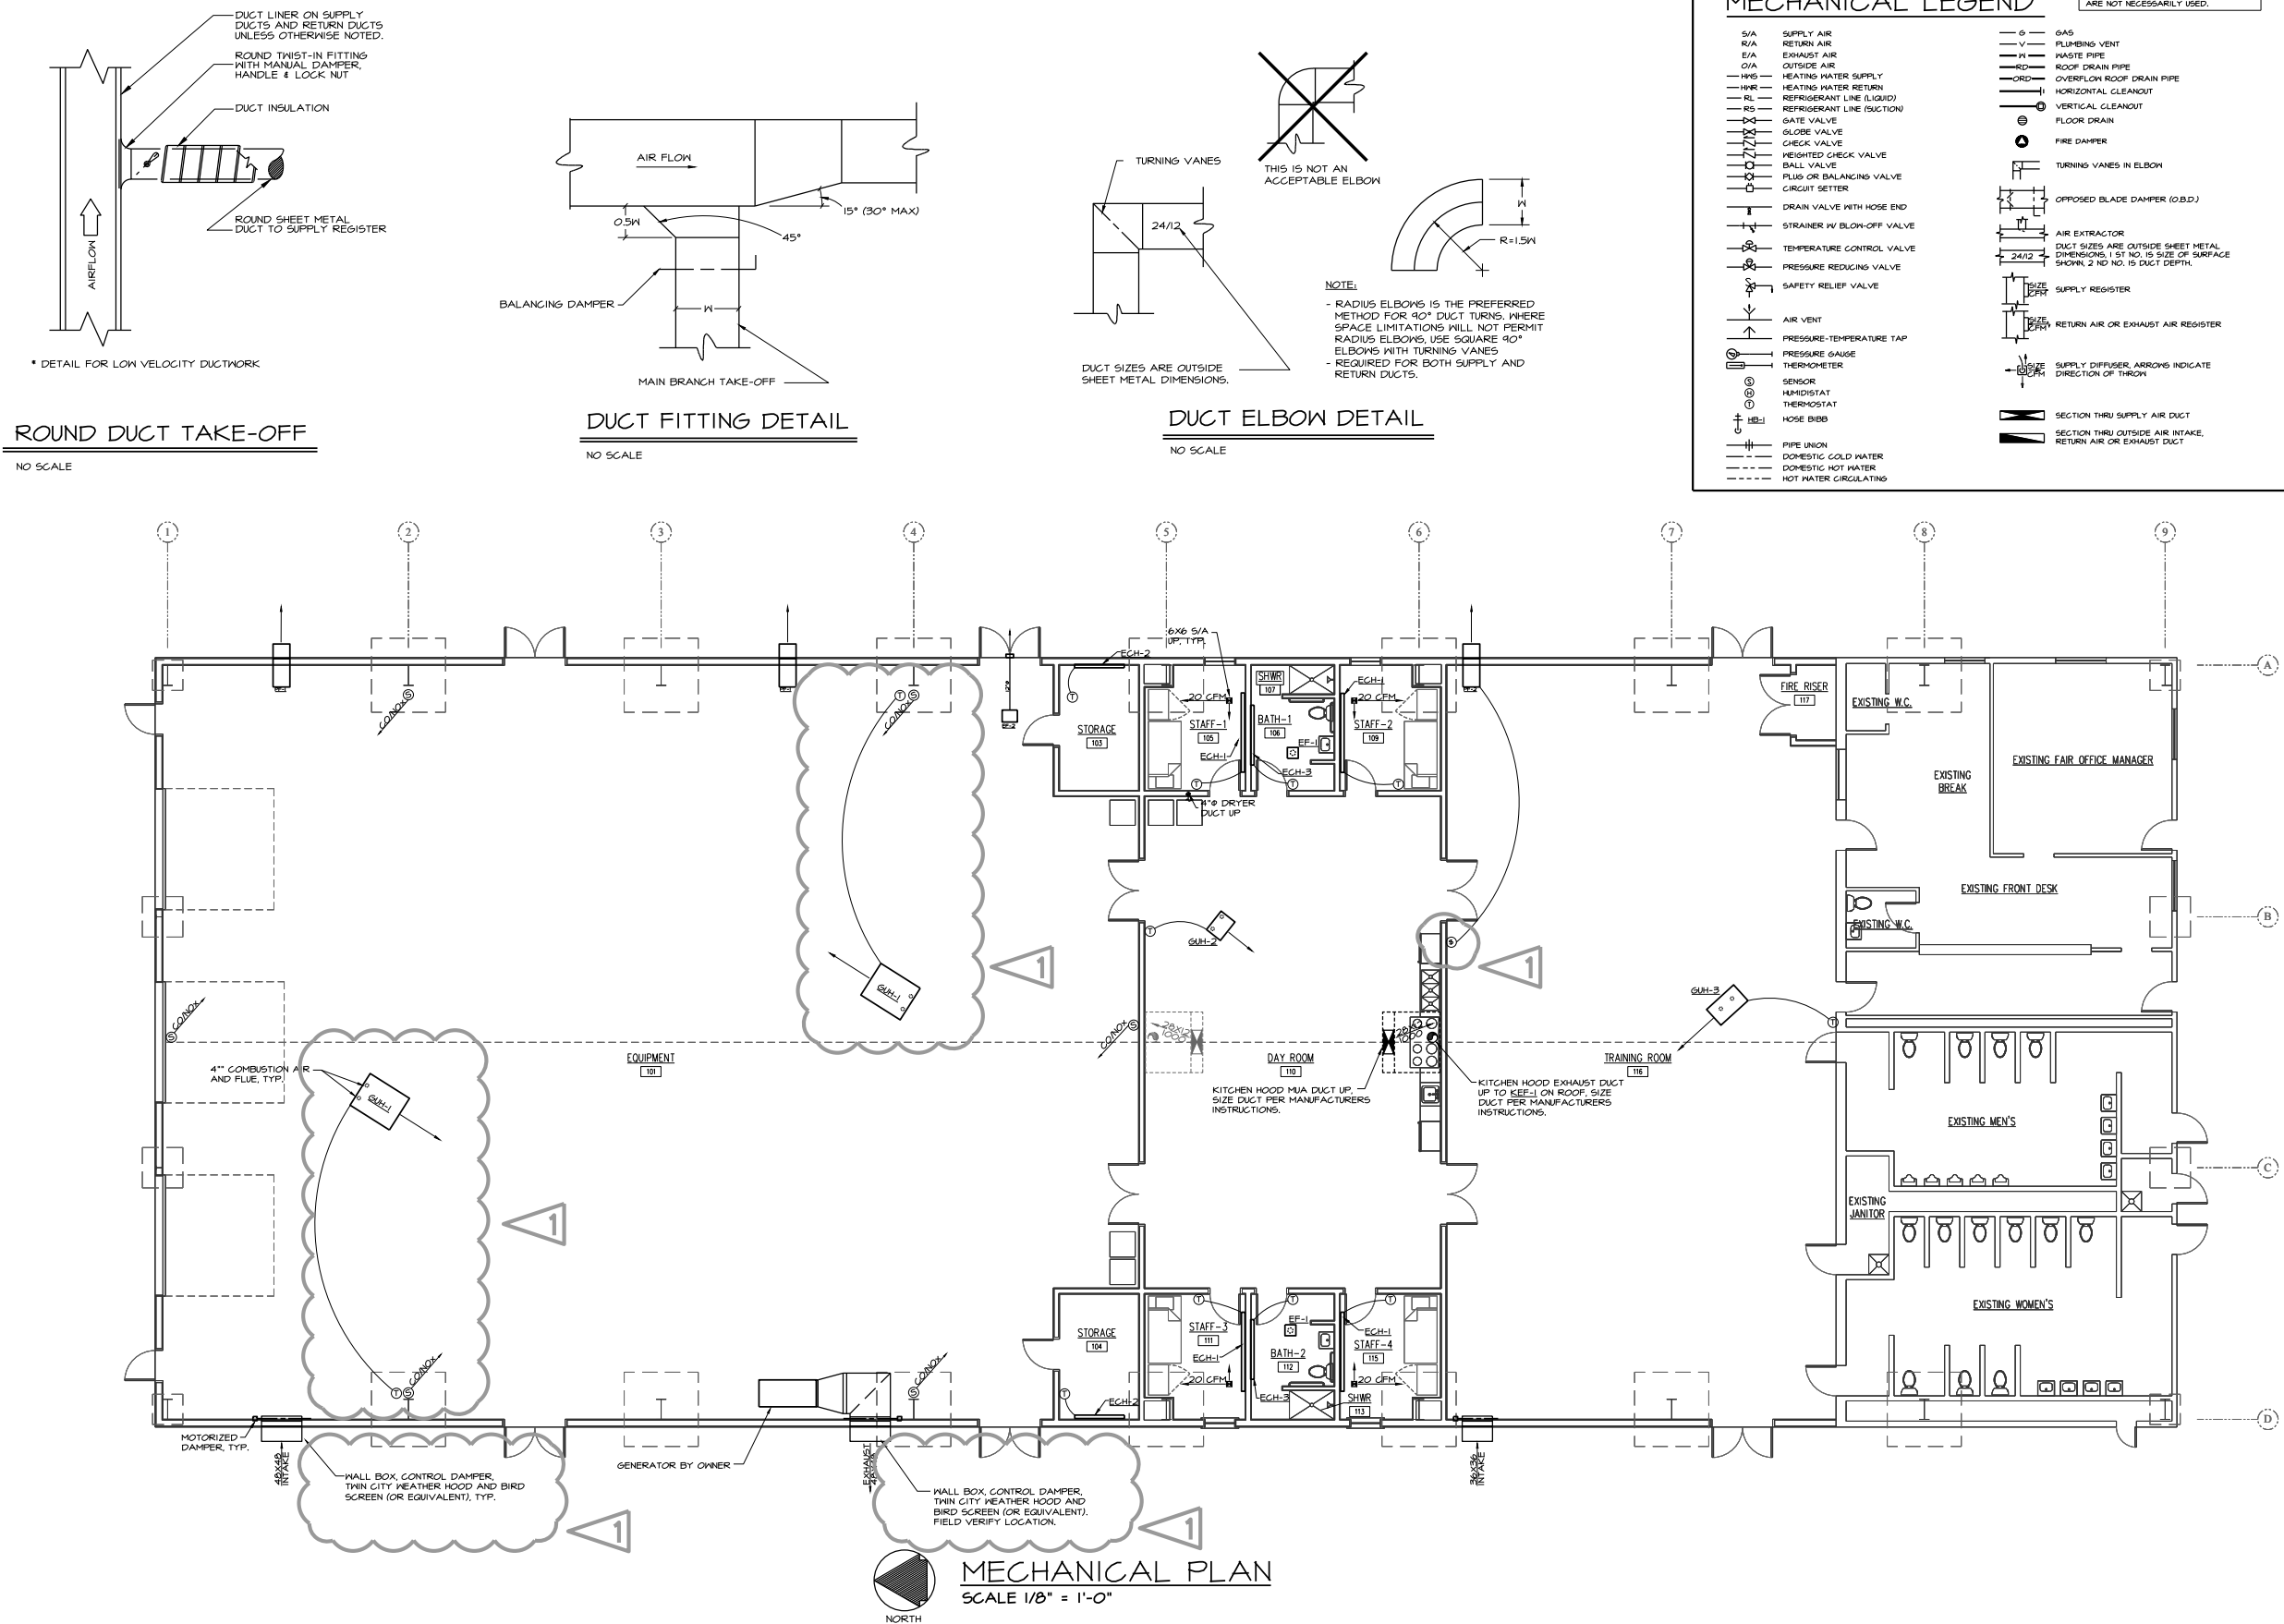 DUCT LINER ON SUPPLY
DUCTS AND RETURN DUCTS
UNLESS OTHERWISE NOTED.
ROUND TWIST-IN FITTING
WITH MANUAL DAMPER,
HANDLE & LOCK NUT
DUCT INSULATION
ROUND SHEET METAL
DUCT TO SUPPLY REGISTER
AIRFLOW
* DETAIL FOR LOW VELOCITY DUCTWORK
ROUND DUCT TAKE-OFF
NO SCALE
AIR FLOW
0.5W
15° (30° MAX)
45°
BALANCING DAMPER
W
MAIN BRANCH TAKE-OFF
DUCT FITTING DETAIL
NO SCALE
TURNING VANES
THIS IS NOT AN
ACCEPTABLE ELBOW
24/12
W
R=1.5W
NOTE:
- RADIUS ELBOWS IS THE PREFERRED
METHOD FOR 90° DUCT TURNS. WHERE
SPACE LIMITATIONS WILL NOT PERMIT
RADIUS ELBOWS, USE SQUARE 90°
ELBOWS WITH TURNING VANES
- REQUIRED FOR BOTH SUPPLY AND
RETURN DUCTS.
DUCT SIZES ARE OUTSIDE
SHEET METAL DIMENSIONS.
DUCT ELBOW DETAIL
NO SCALE
MECHANICAL LEGEND
ARE NOT NECESSARILY USED.
S/A SUPPLY AIR
R/A RETURN AIR
E/A EXHAUST AIR
O/A OUTSIDE AIR
HWS HEATING WATER SUPPLY
HWR HEATING WATER RETURN
RL REFRIGERANT LINE (LIQUID)
RS REFRIGERANT LINE (SUCTION)
GATE VALVE
GLOBE VALVE
CHECK VALVE
WEIGHTED CHECK VALVE
BALL VALVE
PLUG OR BALANCING VALVE
CIRCUIT SETTER
DRAIN VALVE WITH HOSE END
STRAINER W/ BLOW-OFF VALVE
TEMPERATURE CONTROL VALVE
PRESSURE REDUCING VALVE
SAFETY RELIEF VALVE
AIR VENT
PRESSURE-TEMPERATURE TAP
PRESSURE GAUGE
THERMOMETER
S SENSOR
H HUMIDISTAT
T THERMOSTAT
HB-1 HOSE BIBB
PIPE UNION
DOMESTIC COLD WATER
DOMESTIC HOT WATER
HOT WATER CIRCULATING
G GAS
V PLUMBING VENT
W WASTE PIPE
RD ROOF DRAIN PIPE
ORD OVERFLOW ROOF DRAIN PIPE
HORIZONTAL CLEANOUT
VERTICAL CLEANOUT
FLOOR DRAIN
FIRE DAMPER
TURNING VANES IN ELBOW
OPPOSED BLADE DAMPER (O.B.D.)
AIR EXTRACTOR
24/12
DUCT SIZES ARE OUTSIDE SHEET METAL
DIMENSIONS, 1 ST NO. IS SIZE OF SURFACE
SHOWN, 2 ND NO. IS DUCT DEPTH.
SIZE
CFM
SUPPLY REGISTER
SIZE
CFM
RETURN AIR OR EXHAUST AIR REGISTER
SIZE
CFM
SUPPLY DIFFUSER, ARROWS INDICATE
DIRECTION OF THROW
SECTION THRU SUPPLY AIR DUCT
SECTION THRU OUTSIDE AIR INTAKE,
RETURN AIR OR EXHAUST DUCT
1 2 3 4 5 6 7 8 9
A
B
C
D
6X6 S/A
UP, TYP.
ECH-2
T
STORAGE
103
20 CFM
STAFF-1
105
ECH-1
T
SHWR
107
BATH-1
106
EF-1
ECH-3
T
ECH-1
20 CFM
STAFF-2
109
T
4"Φ DRYER
DUCT UP
FIRE RISER
117
EXISTING W.C.
EXISTING
BREAK
EXISTING FAIR OFFICE MANAGER
EXISTING FRONT DESK
EXISTING W.C.
S
CO/NOx
T S
CO/NOx
GUH-1
1
T
GUH-2
S
1
GUH-3
T
S
CO/NOx
S
CO/NOx
28X12
1000
28X12
1000
EQUIPMENT
101
DAY ROOM
110
TRAINING ROOM
116
4"" COMBUSTION AIR
AND FLUE, TYP.
GUH-1
KITCHEN HOOD MUA DUCT UP,
SIZE DUCT PER MANUFACTURERS
INSTRUCTIONS.
KITCHEN HOOD EXHAUST DUCT
UP TO KEF-1 ON ROOF, SIZE
DUCT PER MANUFACTURERS
INSTRUCTIONS.
EXISTING MEN'S
EXISTING
JANITOR
EXISTING WOMEN'S
1
T S
CO/NOx
S
CO/NOx
STORAGE
104
T
ECH-2
T
STAFF-3
111
ECH-1
20 CFM
T
EF-1
BATH-2
112
ECH-3
SHWR
113
T
ECH-1
STAFF-4
115
20 CFM
MOTORIZED
DAMPER, TYP.
48X48
INTAKE
WALL BOX, CONTROL DAMPER,
TWIN CITY WEATHER HOOD AND BIRD
SCREEN (OR EQUIVALENT), TYP.
1
GENERATOR BY OWNER
EXHAUST
WALL BOX, CONTROL DAMPER,
TWIN CITY WEATHER HOOD AND
BIRD SCREEN (OR EQUIVALENT).
FIELD VERIFY LOCATION.
1
36X36
INTAKE
MECHANICAL PLAN
SCALE 1/8" = 1'-0"
NORTH